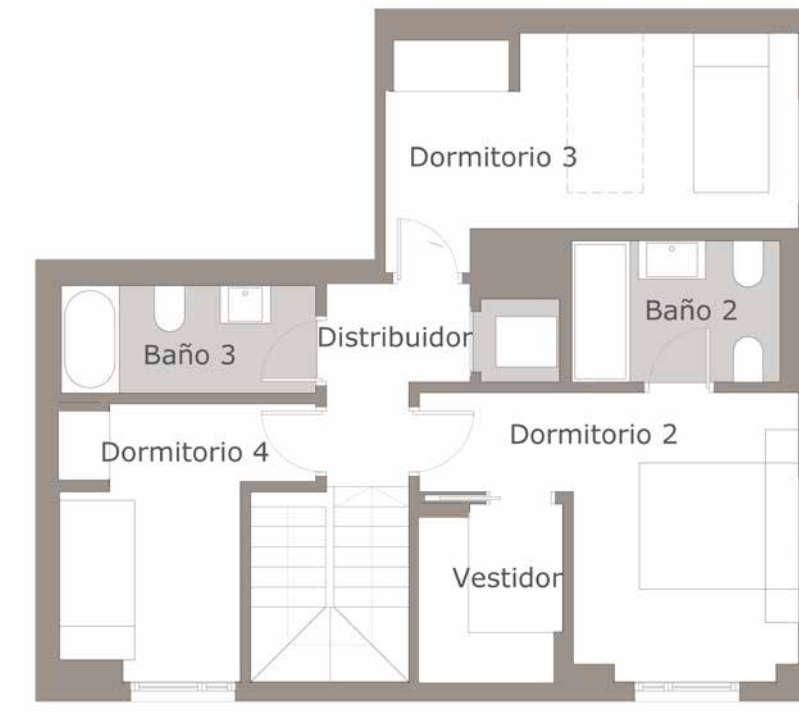 Dormitorio 3
Baño 2
Distribuidor
Baño 3
Dormitorio 2
Dormitorio 4
Vestidor